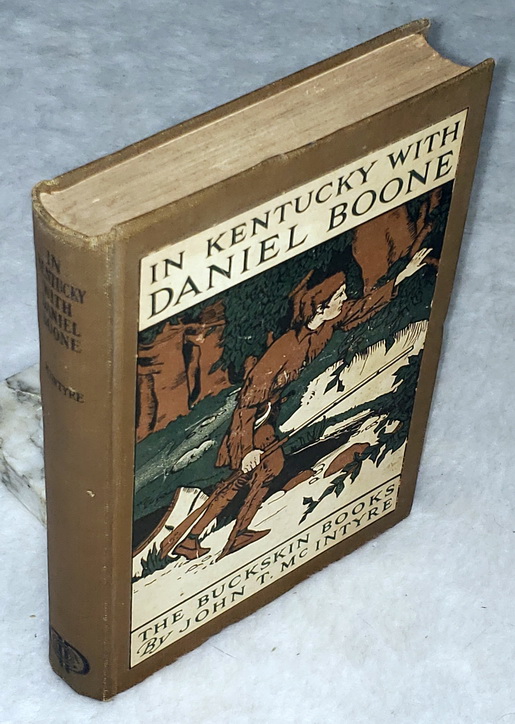 IN KENTUCKY WITH
DANIEL BOONE
THE BUCKSKIN BOOKS
By JOHN T. McINTYRE
IN
KENTUCKY
WITH
DANIEL
BOONE
McINTYRE